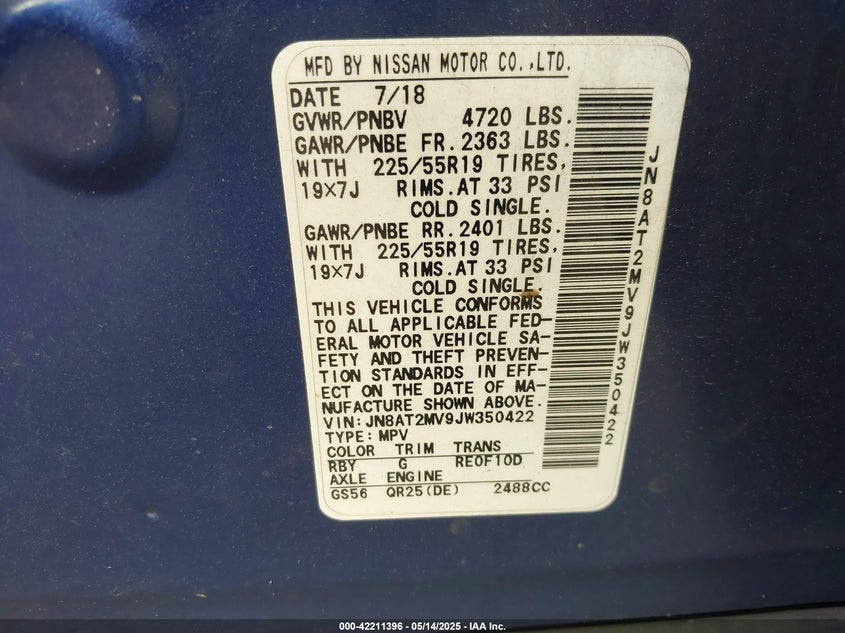 MFD BY NISSAN MOTOR CO.,LTD.
DATE 7/18
GVWR/PNBV 4720 LBS.
GAWR/PNBE FR. 2363 LBS.
WITH 225/55R19 TIRES,
19×7J RIMS. AT 33 PSI
COLD SINGLE.
GAWR/PNBE RR. 2401 LBS.
WITH 225/55R19 TIRES,
19×7J RIMS. AT 33 PSI
COLD SINGLE.
THIS VEHICLE CONFORMS
TO ALL APPLICABLE FED-
ERAL MOTOR VEHICLE SA-
FETY AND THEFT PREVEN-
TION STANDARDS IN EFF-
ECT ON THE DATE OF MA-
NUFACTURE SHOWN ABOVE.
VIN: JN8AT2MV9JW350422
TYPE: MPV
COLOR TRIM TRANS
RBY G RE0F10D
AXLE ENGINE
GS56 QR25(DE) 2488CC
JN8AT2MV9JW350422
000-42211396 - 05/14/2025 - IAA Inc.